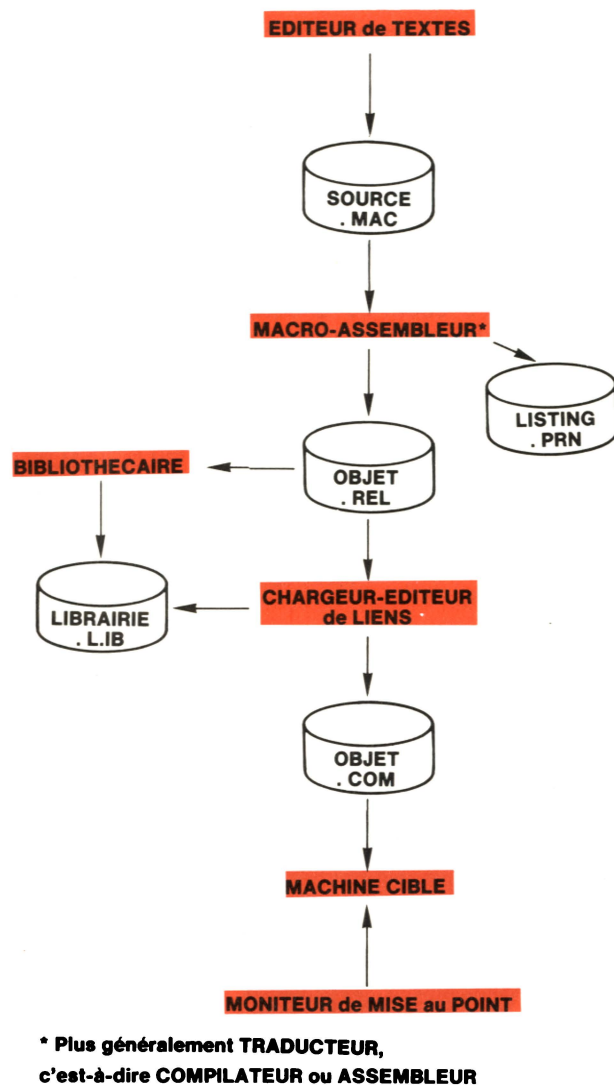 EDITEUR de TEXTES
SOURCE
. MAC
MACRO-ASSEMBLEUR*
LISTING
. PRN
BIBLIOTHECAIRE
OBJET
. REL
LIBRAIRIE
. L.IB
CHARGEUR-EDITEUR
de LIENS
OBJET
. COM
MACHINE CIBLE
MONITEUR de MISE au POINT
* Plus généralement TRADUCTEUR,
c'est-à-dire COMPILATEUR ou ASSEMBLEUR